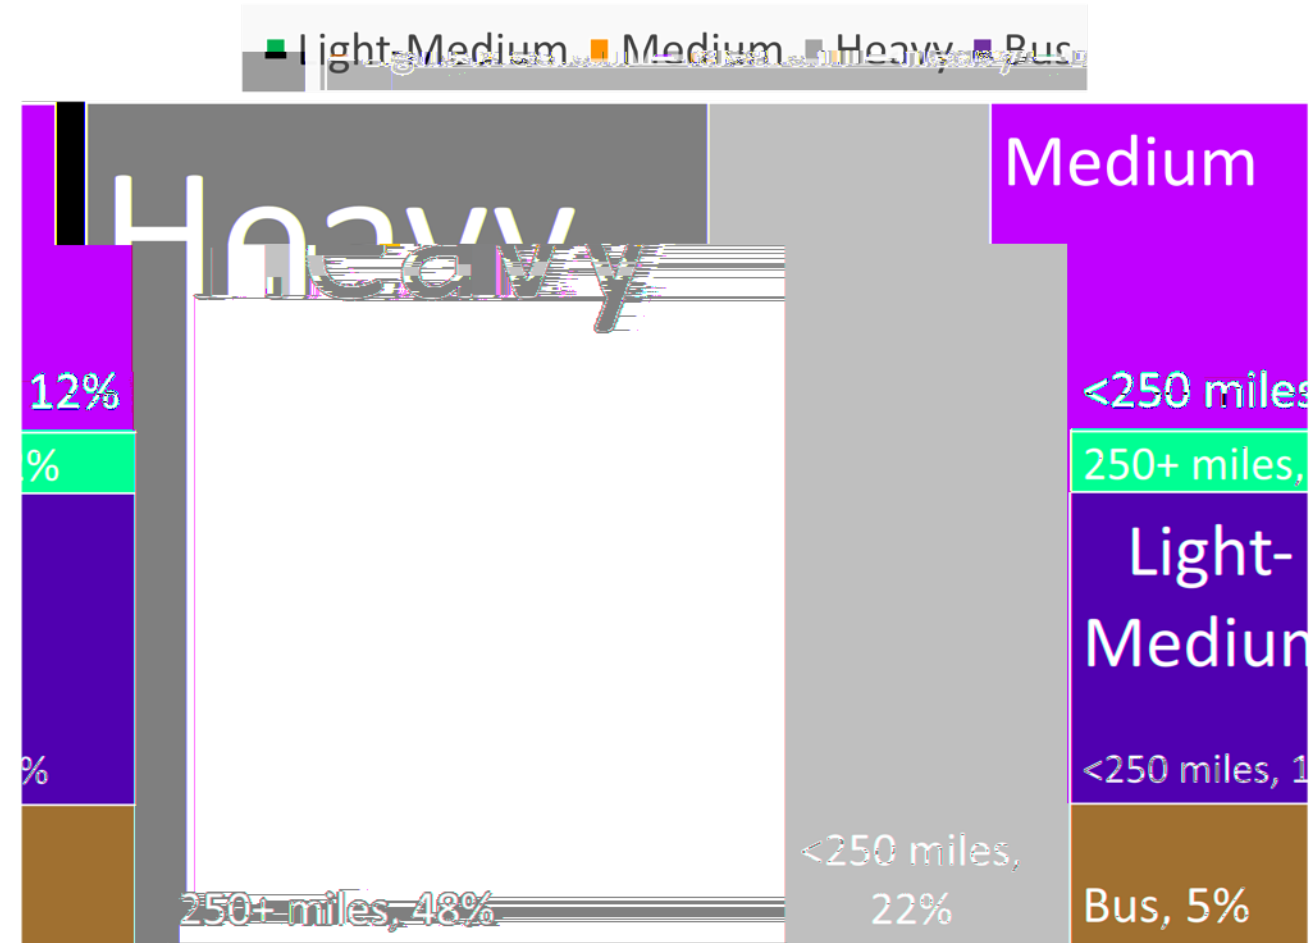 Light-Medium Medium Heavy Bus
Heavy
Medium
12%
<250 miles
%
250+ miles,
Light-
Medium
%
<250 miles, 1
<250 miles,
22%
250+ miles, 48%
Bus, 5%